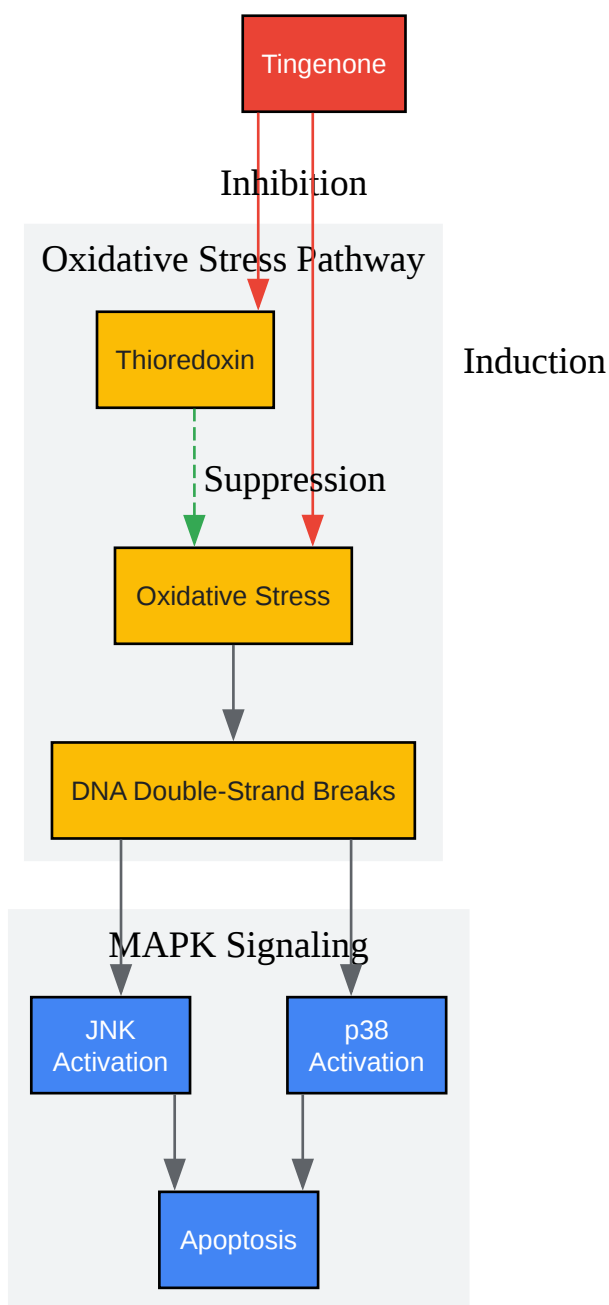 Tingenone
Inhibition
Oxidative Stress Pathway
Thioredoxin
Induction
Suppression
Oxidative Stress
DNA Double-Strand Breaks
MAPK Signaling
JNK
Activation
p38
Activation
Apoptosis